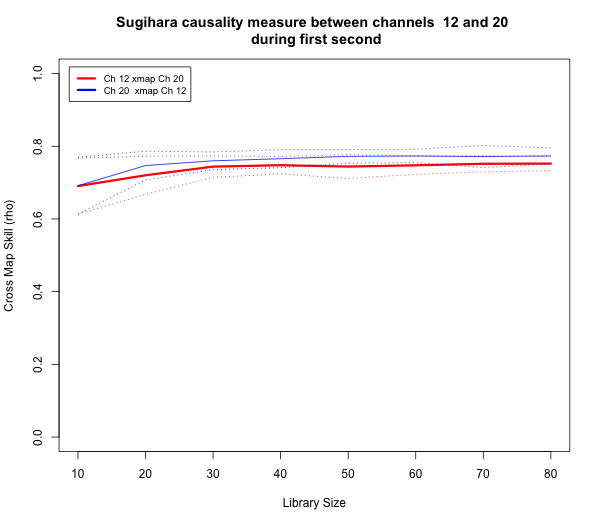 Sugihara causality measure between channels  12 and 20
during first second
Ch 12 xmap Ch 20
Ch 20  xmap Ch 12
Cross Map Skill (rho)
1.0
0.8
0.6
0.4
0.2
0.0
10 20 30 40 50 60 70 80
Library Size